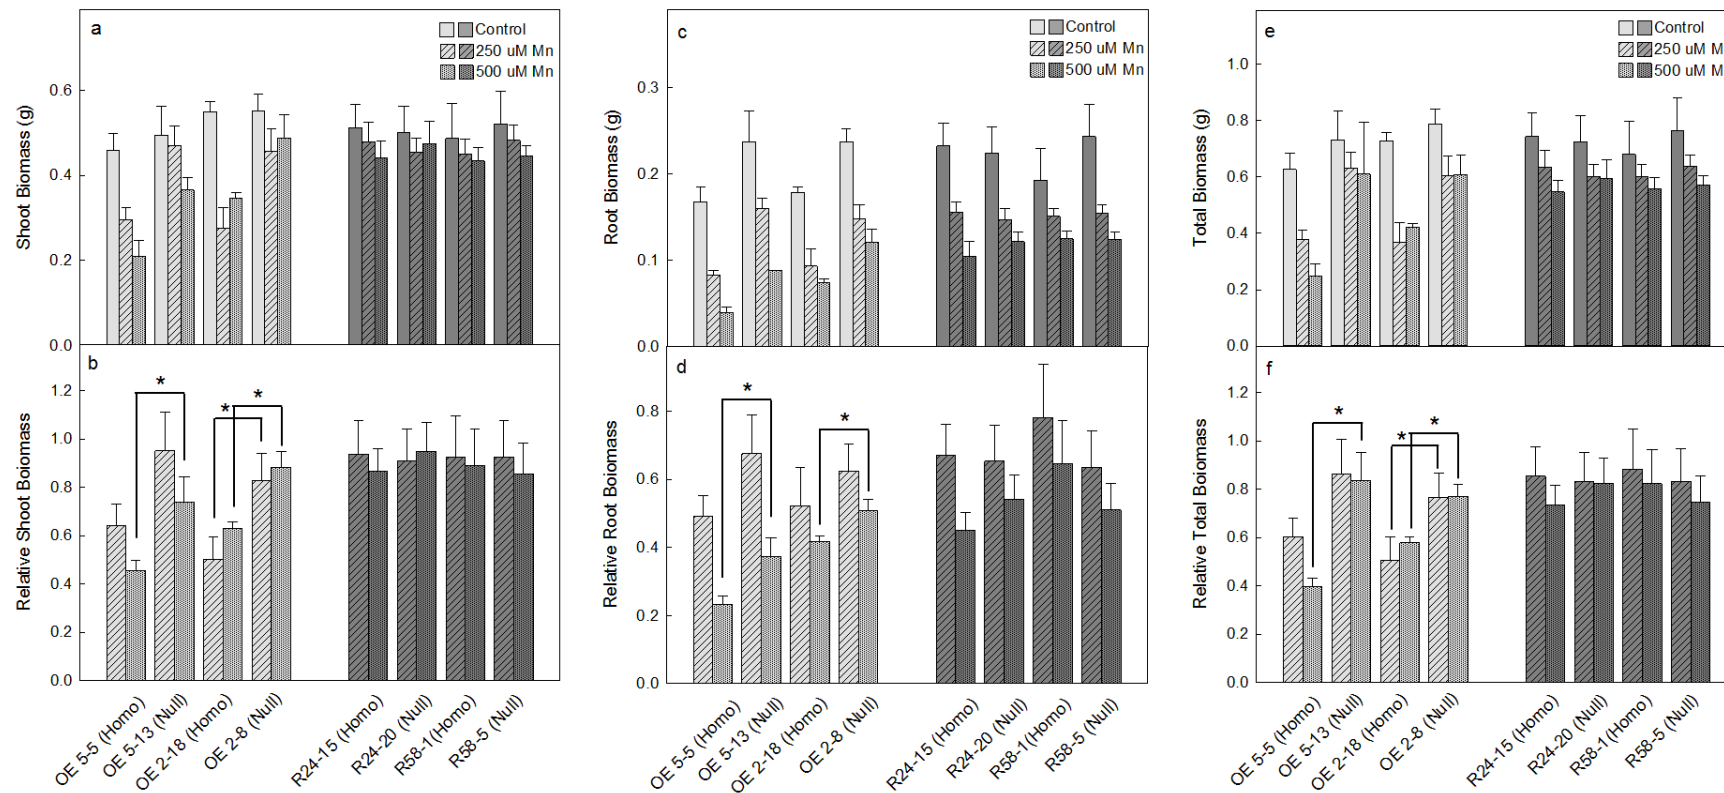 a
Control
250 uM Mn
500 uM Mn
Shoot Biomass (g)
0.6
0.4
0.2
0.0
b
Relative Shoot Boiomass
1.2
1.0
0.8
0.6
0.4
0.2
0.0
*
*
*
OE 5-5 (Homo)
OE 5-13 (Null)
OE 2-18 (Homo)
OE 2-8 (Null)
R24-15 (Homo)
R24-20 (Null)
R58-1(Homo)
R58-5 (Null)
c
Control
250 uM Mn
500 uM Mn
Root Biomass (g)
0.3
0.2
0.1
0.0
d
Relative Root Boiomass
0.8
0.6
0.4
0.2
0.0
*
*
OE 5-5 (Homo)
OE 5-13 (Null)
OE 2-18 (Homo)
OE 2-8 (Null)
R24-15 (Homo)
R24-20 (Null)
R58-1(Homo)
R58-5 (Null)
e
Control
250 uM M
500 uM M
Total Biomass (g)
1.0
0.8
0.6
0.4
0.2
0.0
f
Relative Total Boiomass
1.2
1.0
0.8
0.6
0.4
0.2
0.0
*
*
*
OE 5-5 (Homo)
OE 5-13 (Null)
OE 2-18 (Homo)
OE 2-8 (Null)
R24-15 (Homo)
R24-20 (Null)
R58-1(Homo)
R58-5 (Null)